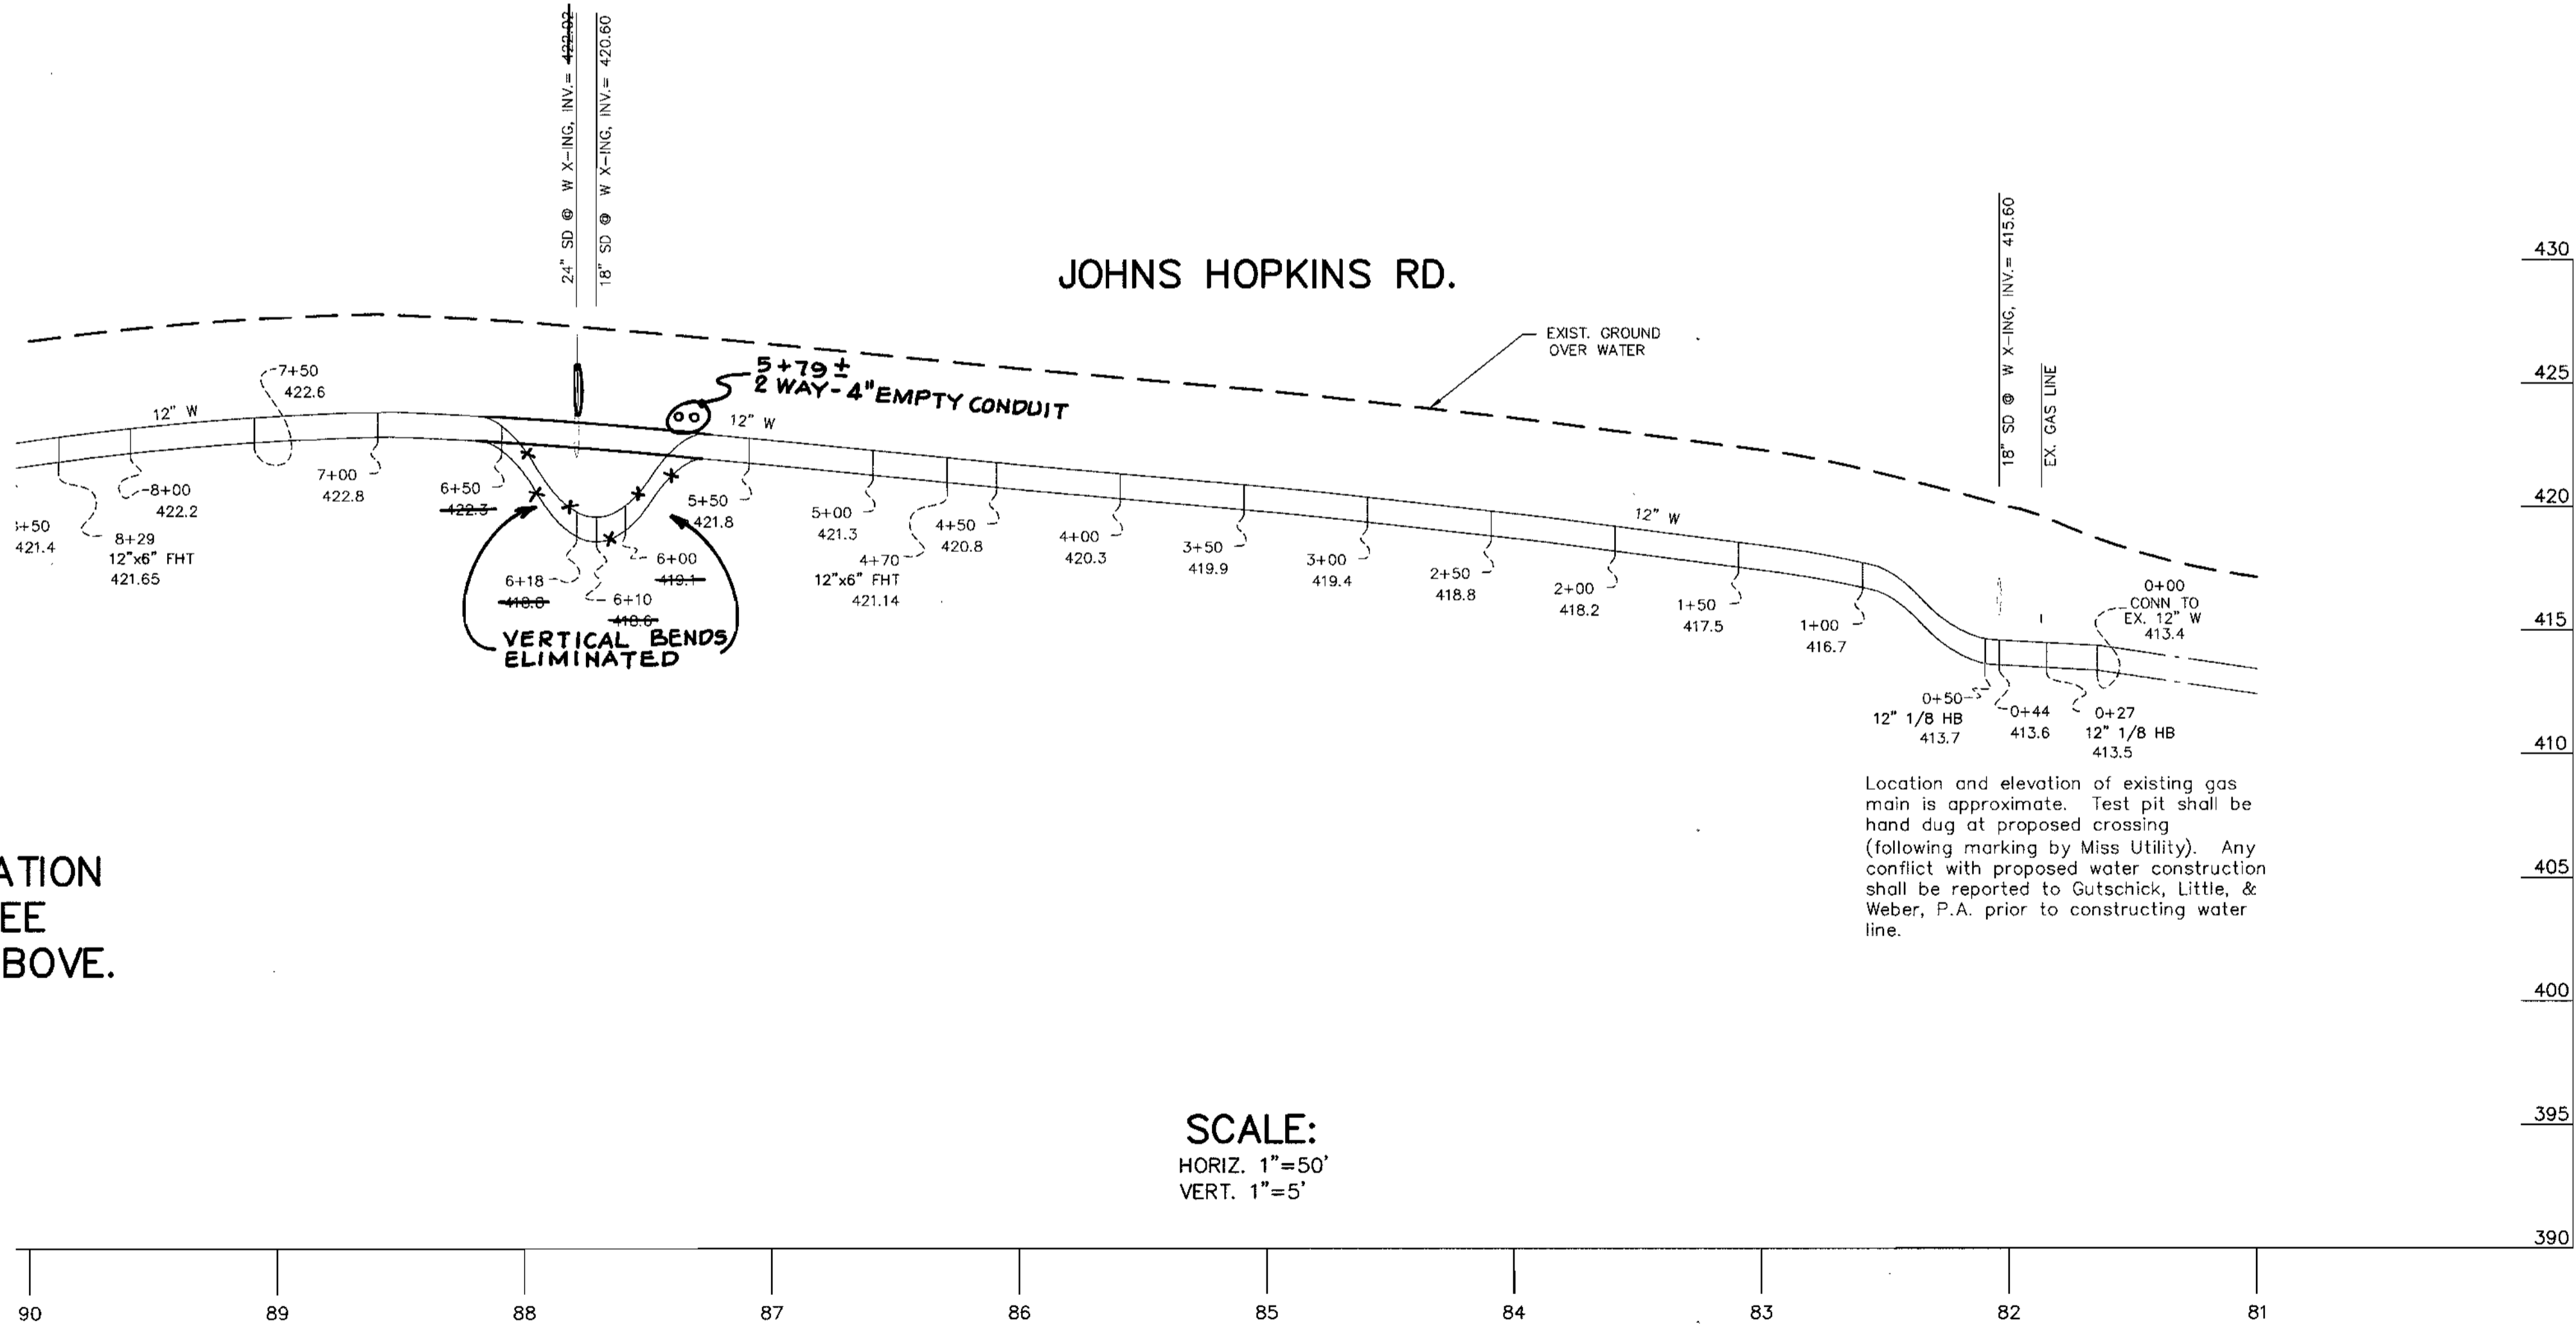 24" SD @ W X-ING, INV.= 422.02
18" SD @ W X-ING, INV.= 420.60
JOHNS HOPKINS RD.
18" SD @ W X-ING, INV.= 415.60
EX. GAS LINE
430
425
420
415
410
405
400
395
390
EXIST. GROUND
OVER WATER
5+79 ±
2 WAY-4" EMPTY CONDUIT
12" W
12" W
12" W
+50
421.4
8+29
12"x6" FHT
421.65
8+00
422.2
7+50
422.6
7+00
422.8
6+50
422.3
6+18
418.8
6+10
418.6
6+00
419.1
VERTICAL BENDS
ELIMINATED
5+50
421.8
5+00
421.3
4+70
12"x6" FHT
421.14
4+50
420.8
4+00
420.3
3+50
419.9
3+00
419.4
2+50
418.8
2+00
418.2
1+50
417.5
1+00
416.7
0+50
12" 1/8 HB
413.7
0+44
413.6
0+27
12" 1/8 HB
413.5
0+00
CONN TO
EX. 12" W
413.4
Location and elevation of existing gas
main is approximate. Test pit shall be
hand dug at proposed crossing
(following marking by Miss Utility). Any
conflict with proposed water construction
shall be reported to Gutschick, Little, &
Weber, P.A. prior to constructing water
line.
ATION
EE
BOVE.
SCALE:
HORIZ. 1"=50'
VERT. 1"=5'
90 89 88 87 86 85 84 83 82 81